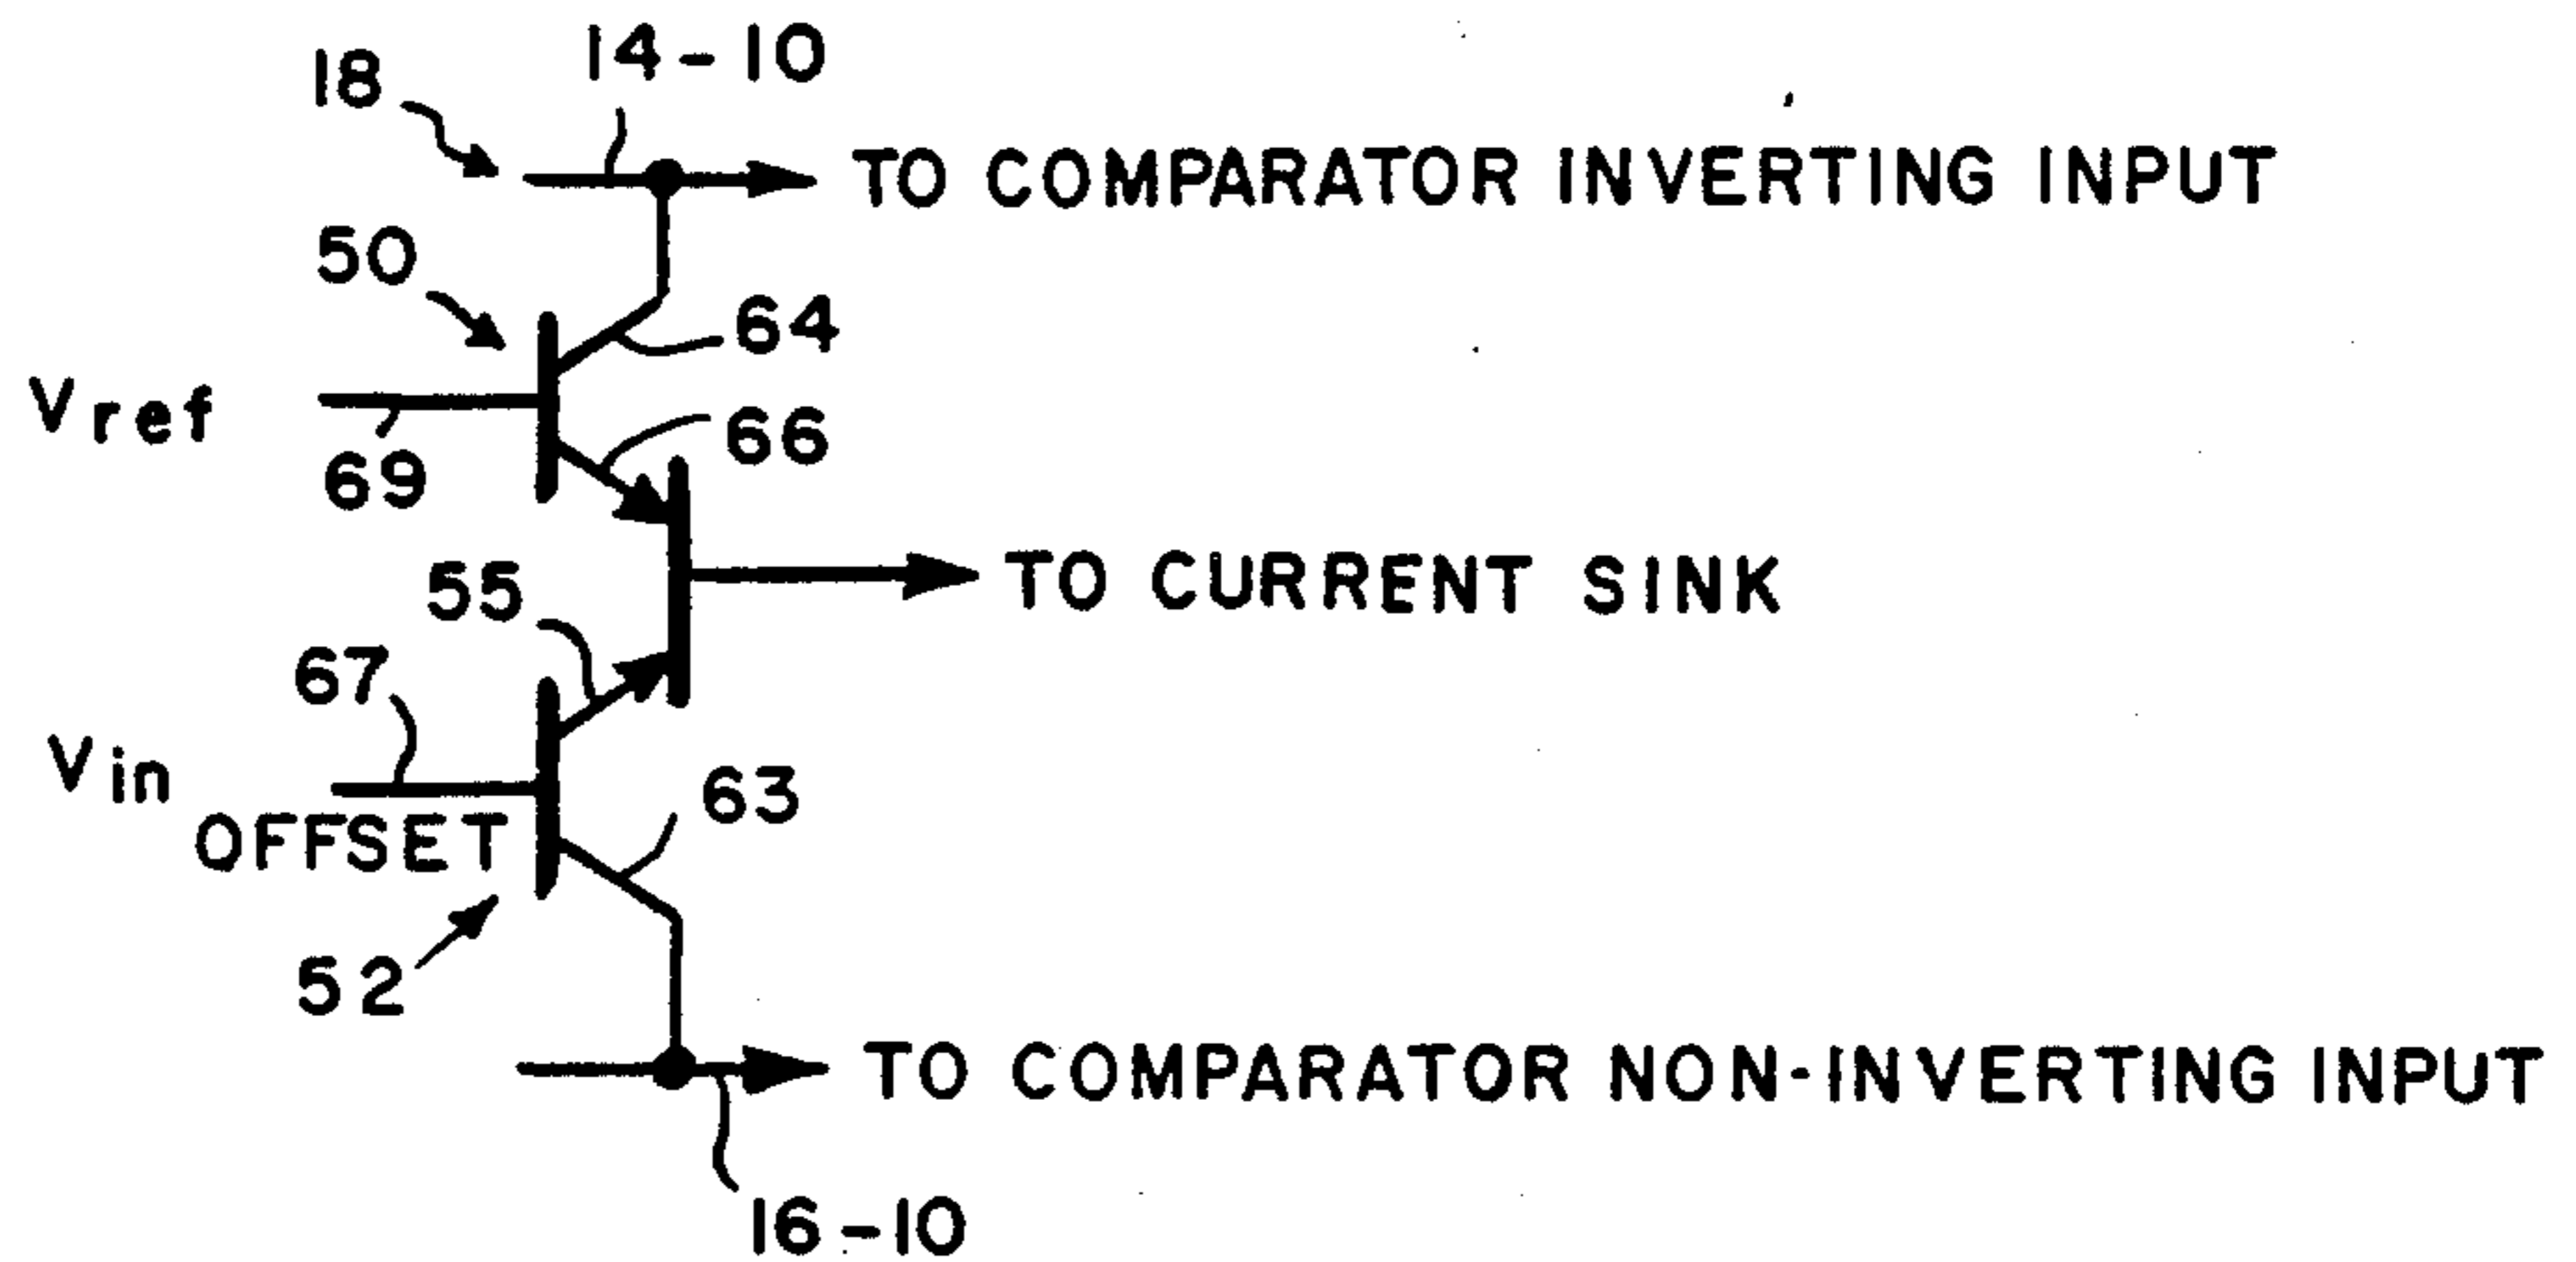 14-10
18
TO COMPARATOR INVERTING INPUT
50
64
Vref
66
69
55
TO CURRENT SINK
67
Vin
63
OFFSET
52
TO COMPARATOR NON-INVERTING INPUT
16-10